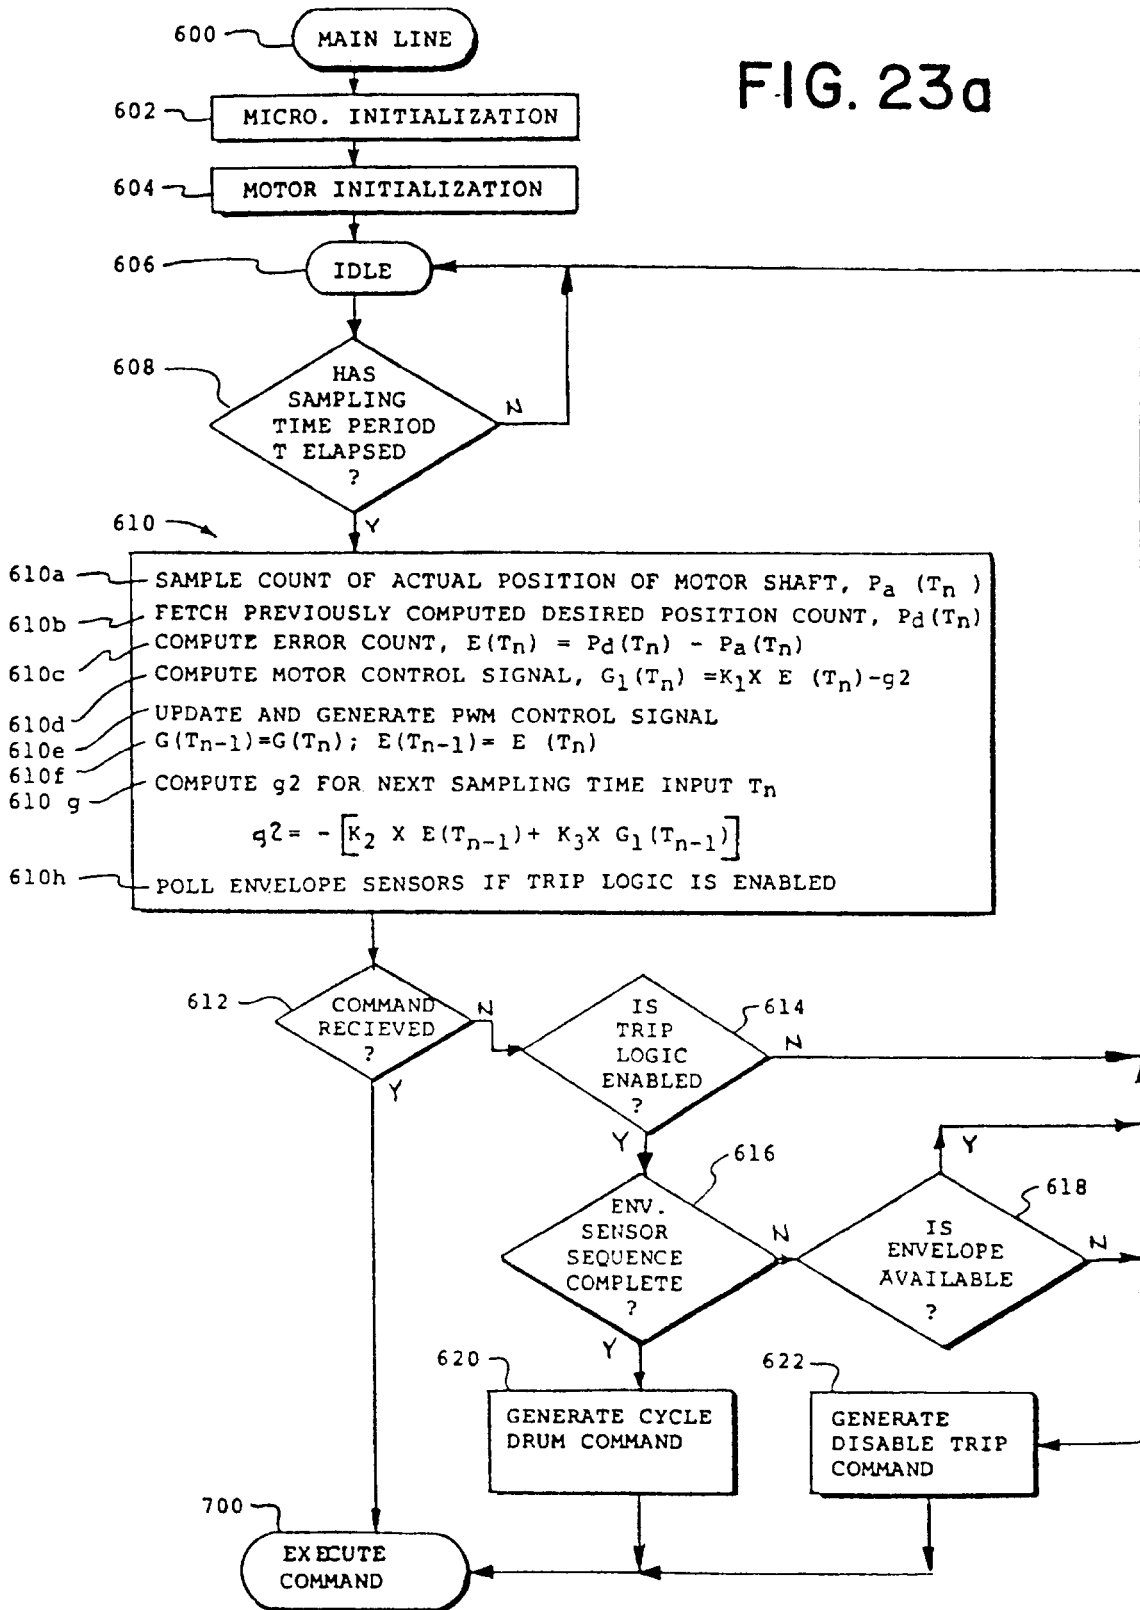 FIG. 23a
600
MAIN LINE
602
MICRO. INITIALIZATION
604
MOTOR INITIALIZATION
606
IDLE
608
HAS
SAMPLING
TIME PERIOD
T ELAPSED
?
N
Y
610
610a
SAMPLE COUNT OF ACTUAL POSITION OF MOTOR SHAFT, Pa (Tn )
610b
FETCH PREVIOUSLY COMPUTED DESIRED POSITION COUNT, Pd(Tn)
610c
COMPUTE ERROR COUNT, E(Tn) = Pd(Tn) - Pa(Tn)
610d
COMPUTE MOTOR CONTROL SIGNAL, G1(Tn) =K1X E (Tn)-g2
610e
UPDATE AND GENERATE PWM CONTROL SIGNAL
610f
G(Tn-1)=G(Tn); E(Tn-1)= E (Tn)
610 g
COMPUTE g2 FOR NEXT SAMPLING TIME INPUT Tn
g2= -[K2 X E(Tn-1)+ K3X G1(Tn-1)]
610h
POLL ENVELOPE SENSORS IF TRIP LOGIC IS ENABLED
612
COMMAND
RECIEVED
?
N
Y
614
IS
TRIP
LOGIC
ENABLED
?
N
Y
616
ENV.
SENSOR
SEQUENCE
COMPLETE
?
N
Y
618
IS
ENVELOPE
AVAILABLE
?
Y
N
620
GENERATE CYCLE
DRUM COMMAND
622
GENERATE
DISABLE TRIP
COMMAND
700
EXECUTE
COMMAND